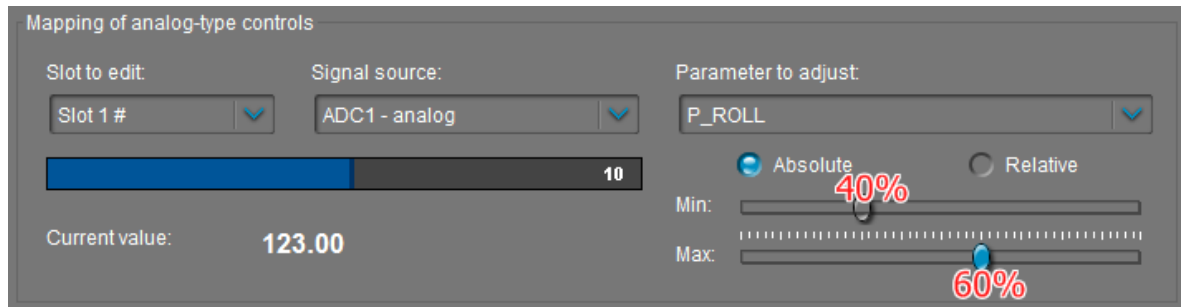 Mapping of analog-type controls
Slot to edit:
Signal source:
Parameter to adjust:
Slot 1 #
ADC1 - analog
P_ROLL
10
Absolute
Relative
40%
Min:
Current value:
123.00
Max:
60%